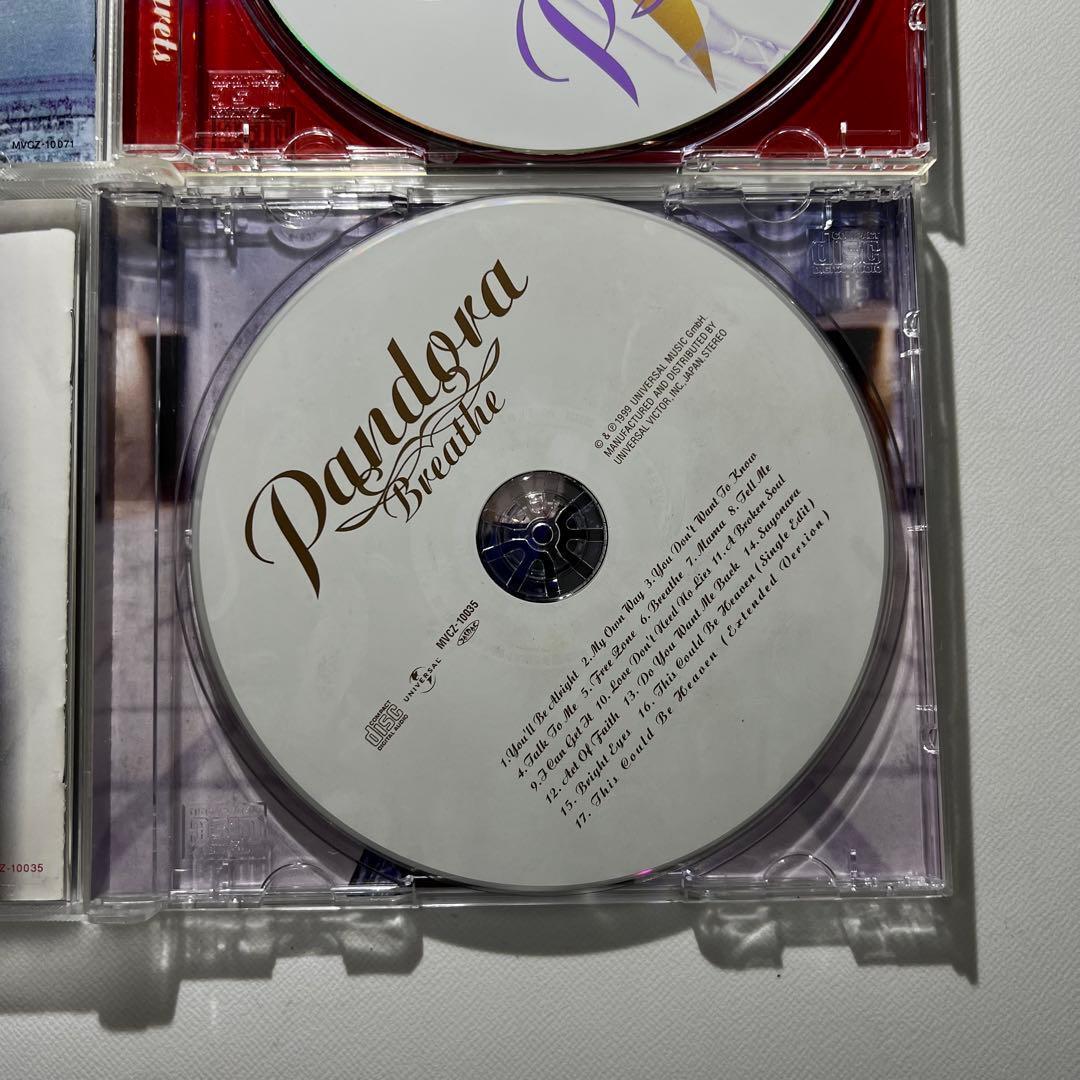 arets
MVCZ-10071
COMPACT
DIGITAL AUDIO
Pandora
Breathe
© & ℗ 1999 UNIVERSAL MUSIC GmbH.
MANUFACTURED AND DISTRIBUTED BY
UNIVERSAL VICTOR, INC., JAPAN. STEREO
MVCZ-10035
UNIVERSAL
COMPACT
disc
DIGITAL AUDIO
1. You'll Be Alright 2. My Own Way 3. You Don't Want To Know
4. Talk To Me 5. Free Zone 6. Breathe 7. Mama 8. Tell Me
9. I Can Get It 10. Love Don't Need No Lies 11. A Broken Soul
12. Act Of Faith 13. Do You Want Me Back 14. Sayonara
15. Bright Eyes 16. This Could Be Heaven (Single Edit)
17. This Could Be Heaven (Extended Version)
Z-10035